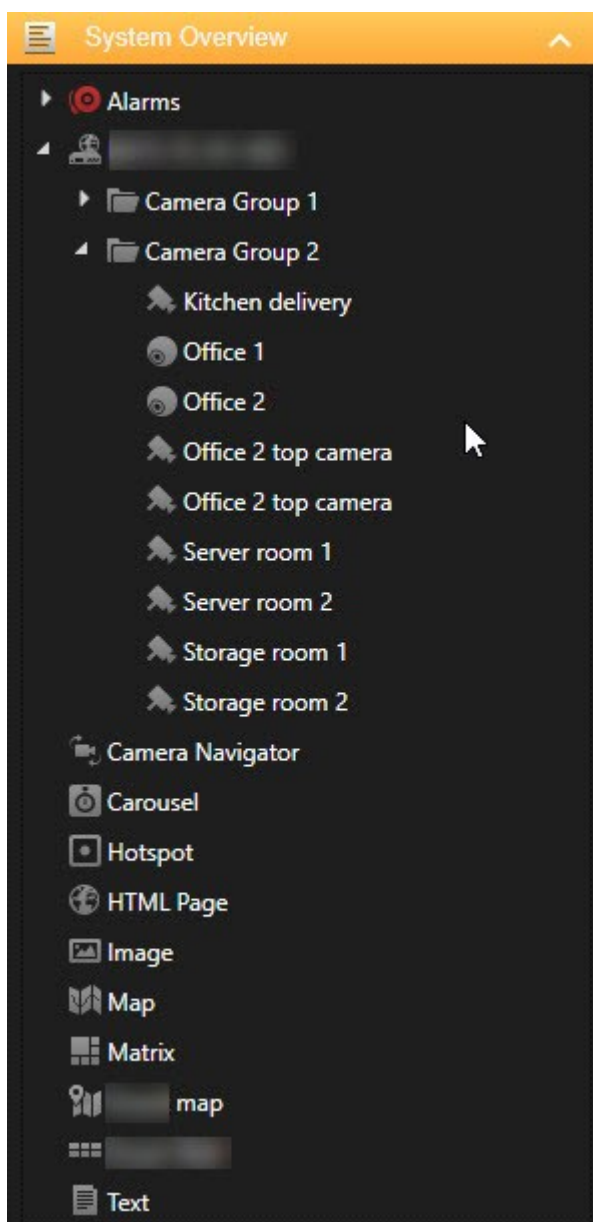 System Overview
Alarms
Camera Group 1
Camera Group 2
Kitchen delivery
Office 1
Office 2
Office 2 top camera
Office 2 top camera
Server room 1
Server room 2
Storage room 1
Storage room 2
Camera Navigator
Carousel
Hotspot
HTML Page
Image
Map
Matrix
map
Text